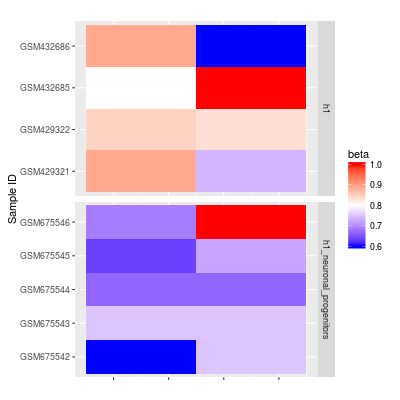 GSM432686
GSM432685
GSM429322
GSM429321
h1
GSM675546
GSM675545
GSM675544
GSM675543
GSM675542
h1_neuronal_progenitors
Sample ID
beta
1.0
0.9
0.8
0.7
0.6